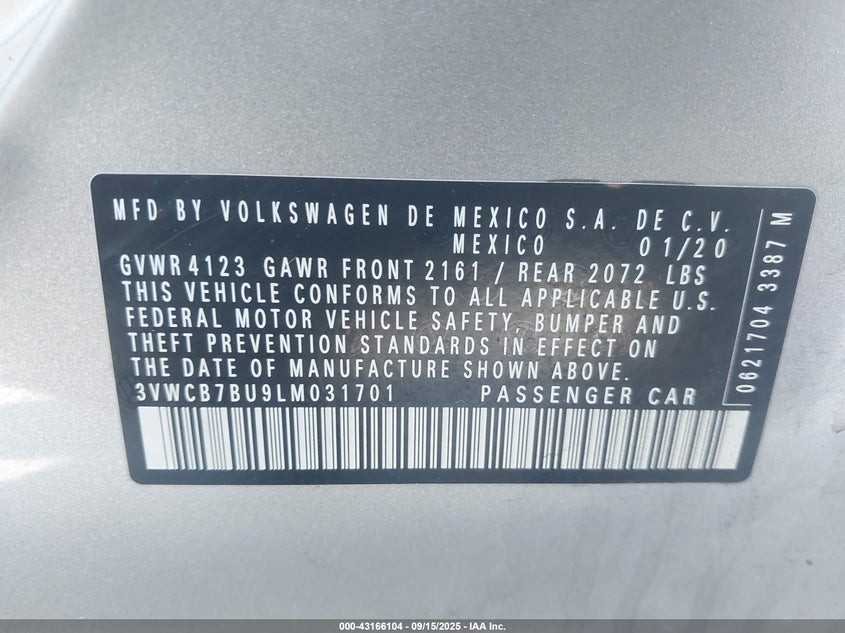 MFD BY VOLKSWAGEN DE MEXICO S.A. DE C.V.
MEXICO 01/20
GVWR 4123 GAWR FRONT 2161 / REAR 2072 LBS
THIS VEHICLE CONFORMS TO ALL APPLICABLE U.S.
FEDERAL MOTOR VEHICLE SAFETY, BUMPER AND
THEFT PREVENTION STANDARDS IN EFFECT ON
THE DATE OF MANUFACTURE SHOWN ABOVE.
3VWCB7BU9LM031701 PASSENGER CAR
0621704 3387 M
000-43166104 | 09/15/2025 - IAA Inc.